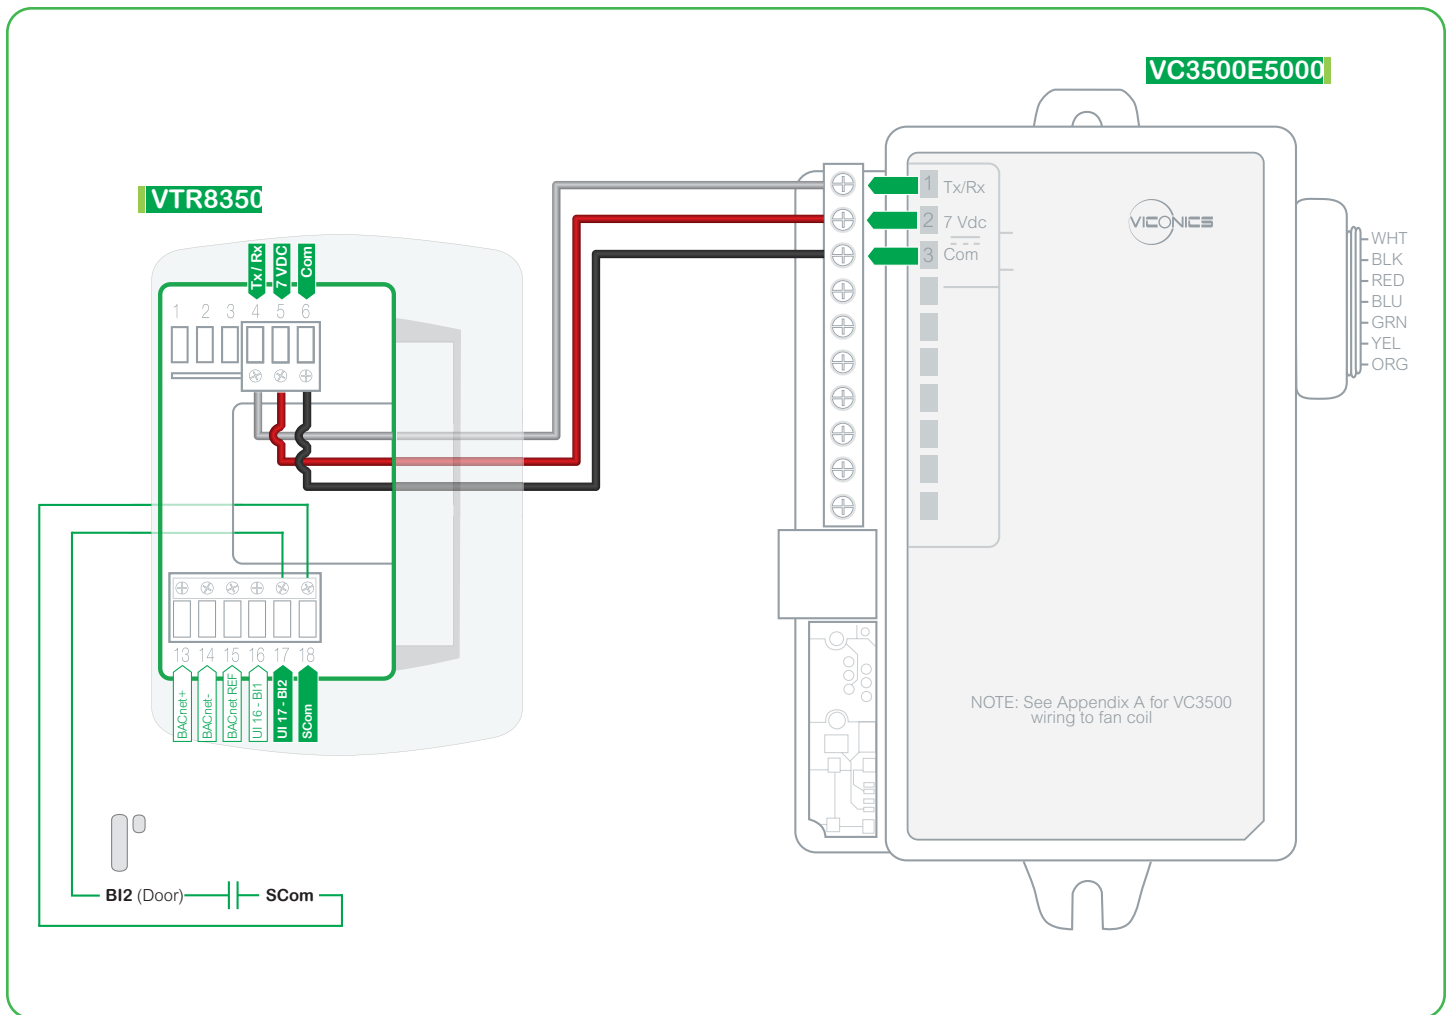 VC3500E5000
VTR8350
Tx / Rx
7 VDC
Com
1 2 3 4 5 6
1 Tx/Rx
2 7 Vdc
3 Com
VICONICS
WHT
BLK
RED
BLU
GRN
YEL
ORG
13 14 15 16 17 18
BACnet+
BACnet-
BACnet REF
UI 16 - BI1
UI 17 - BI2
SCom
NOTE: See Appendix A for VC3500
wiring to fan coil
BI2 (Door) SCom